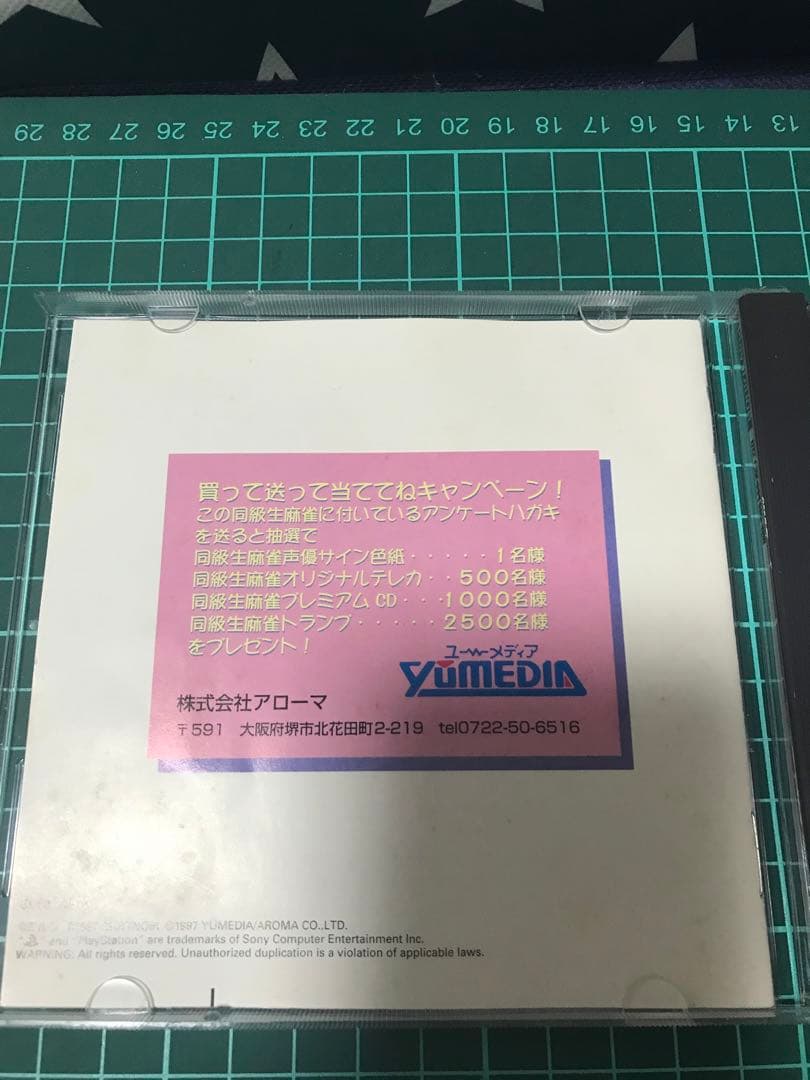 29 28 27 26 25 24 23 22 21 20 19 18 17 16 15 14 13
買って送って当ててねキャンペーン！
この同級生麻雀に付いているアンケートハガキ
を送ると抽選で
同級生麻雀声優サイン色紙・・・・・1名様
同級生麻雀オリジナルテレカ・・500名様
同級生麻雀プレミアムCD・・・1000名様
同級生麻雀トランプ・・・・・2500名様
をプレゼント！
ユーメディア
YUMEDIA
株式会社アローマ
〒591 大阪府堺市北花田町2-219 tel0722-50-6516
©1997 YUMEDIA/AROMA CO.,LTD.
and "PlayStation" are trademarks of Sony Computer Entertainment Inc.
WARNING: All rights reserved. Unauthorized duplication is a violation of applicable laws.